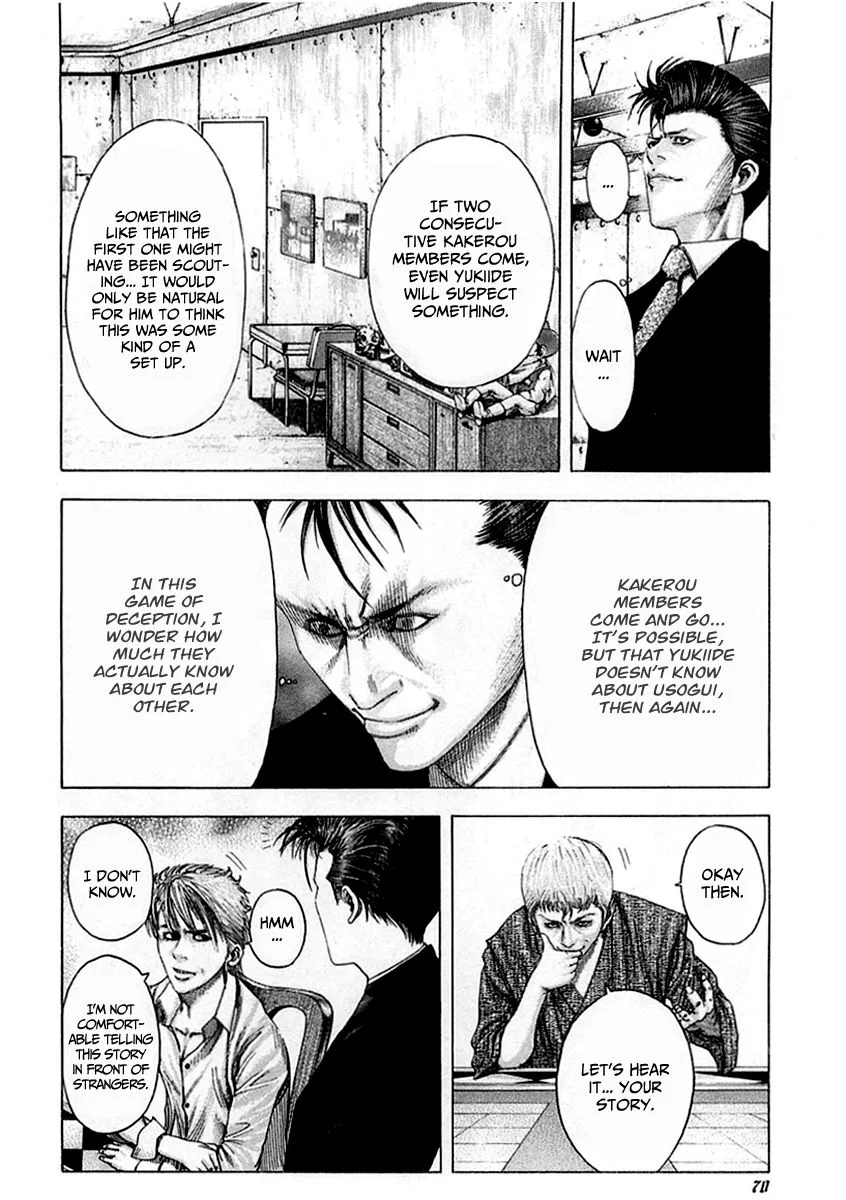 ...
WAIT
...
IF TWO
CONSECU-
TIVE KAKEROU
MEMBERS COME,
EVEN YUKIIDE
WILL SUSPECT
SOMETHING.
SOMETHING
LIKE THAT THE
FIRST ONE MIGHT
HAVE BEEN SCOUT-
ING... IT WOULD
ONLY BE NATURAL
FOR HIM TO THINK
THIS WAS SOME
KIND OF A
SET UP.
KAKEROU
MEMBERS
COME AND GO...
IT'S POSSIBLE,
BUT THAT YUKIIDE
DOESN'T KNOW
ABOUT USOGUI,
THEN AGAIN...
IN THIS
GAME OF
DECEPTION, I
WONDER HOW
MUCH THEY
ACTUALLY KNOW
ABOUT EACH
OTHER.
OKAY
THEN.
LET'S HEAR
IT... YOUR
STORY.
HMM
...
I DON'T
KNOW.
I'M NOT
COMFORT-
ABLE TELLING
THIS STORY
IN FRONT OF
STRANGERS.